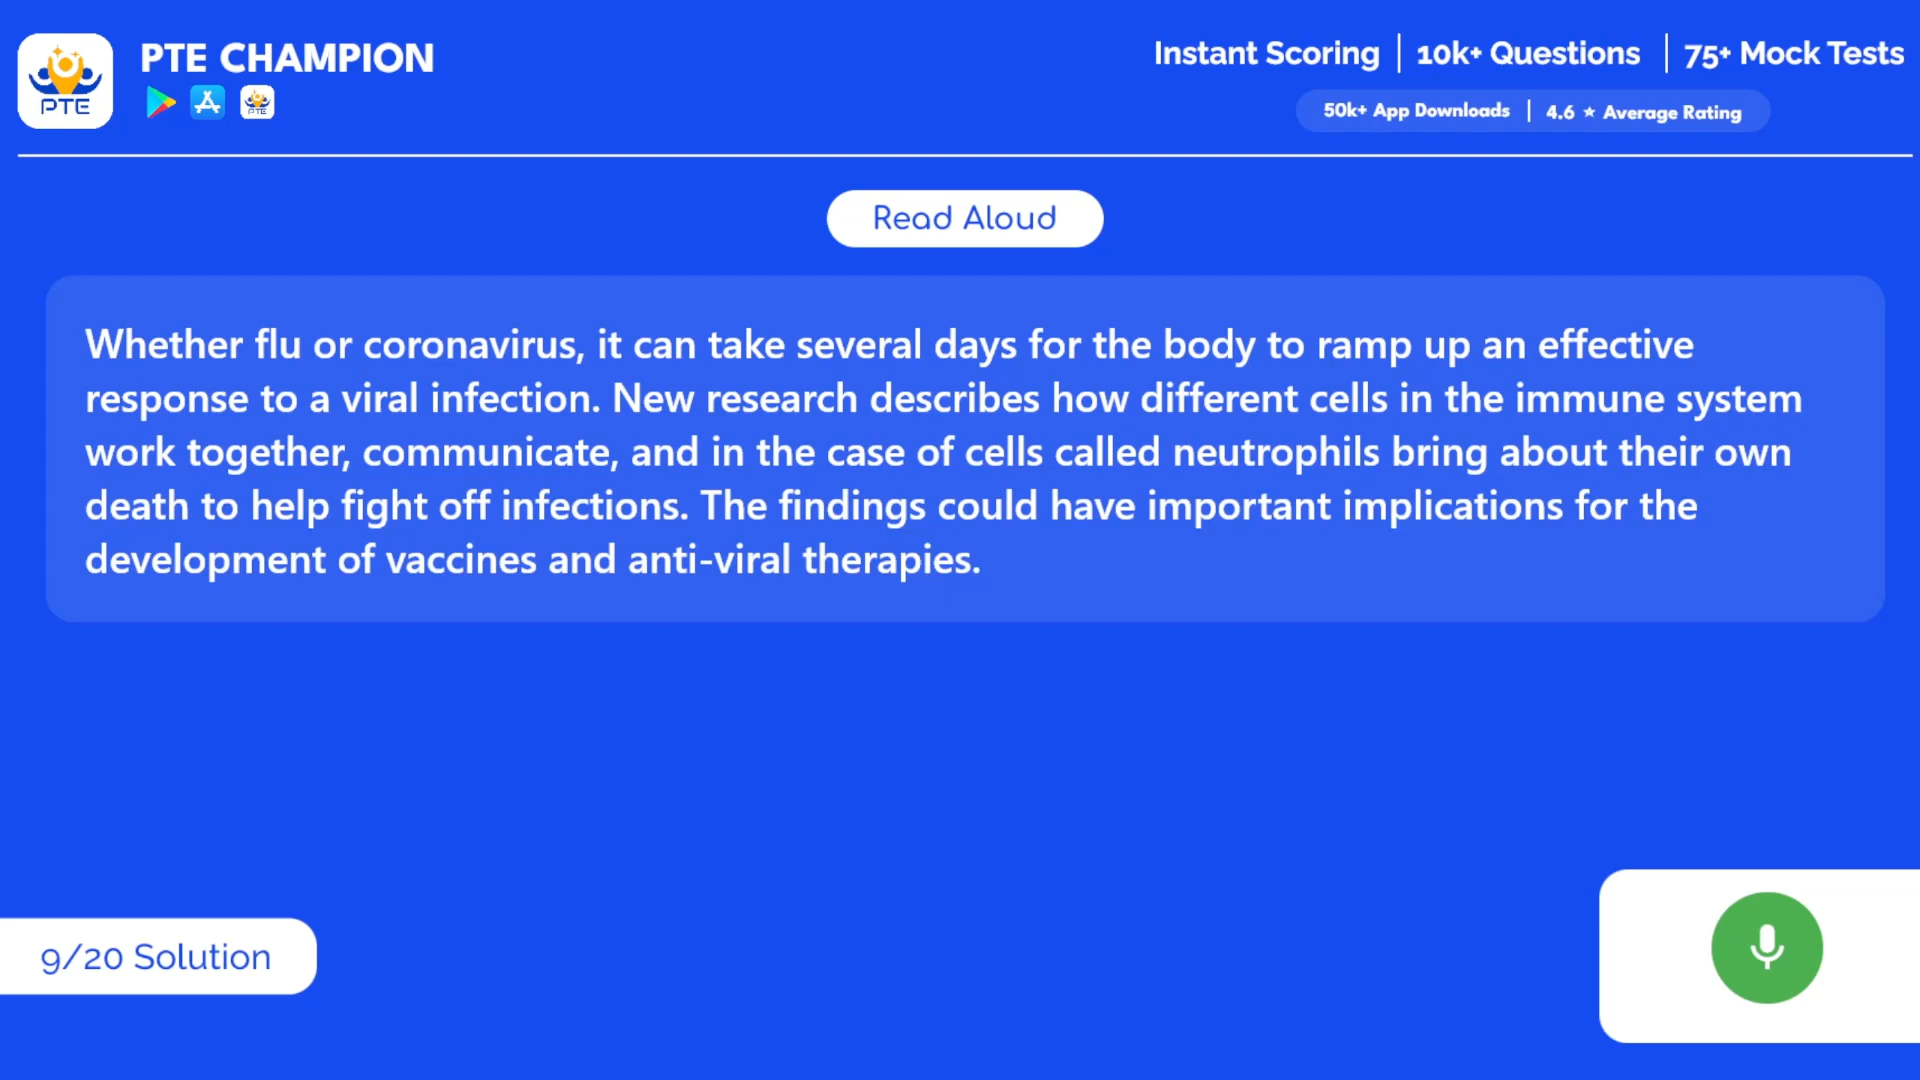 PTE CHAMPION
PTE
PTE
Instant Scoring | 10k+ Questions | 75+ Mock Tests
50k+ App Downloads | 4.6 ★ Average Rating
Read Aloud
Whether flu or coronavirus, it can take several days for the body to ramp up an effective
response to a viral infection. New research describes how different cells in the immune system
work together, communicate, and in the case of cells called neutrophils bring about their own
death to help fight off infections. The findings could have important implications for the
development of vaccines and anti-viral therapies.
9/20 Solution